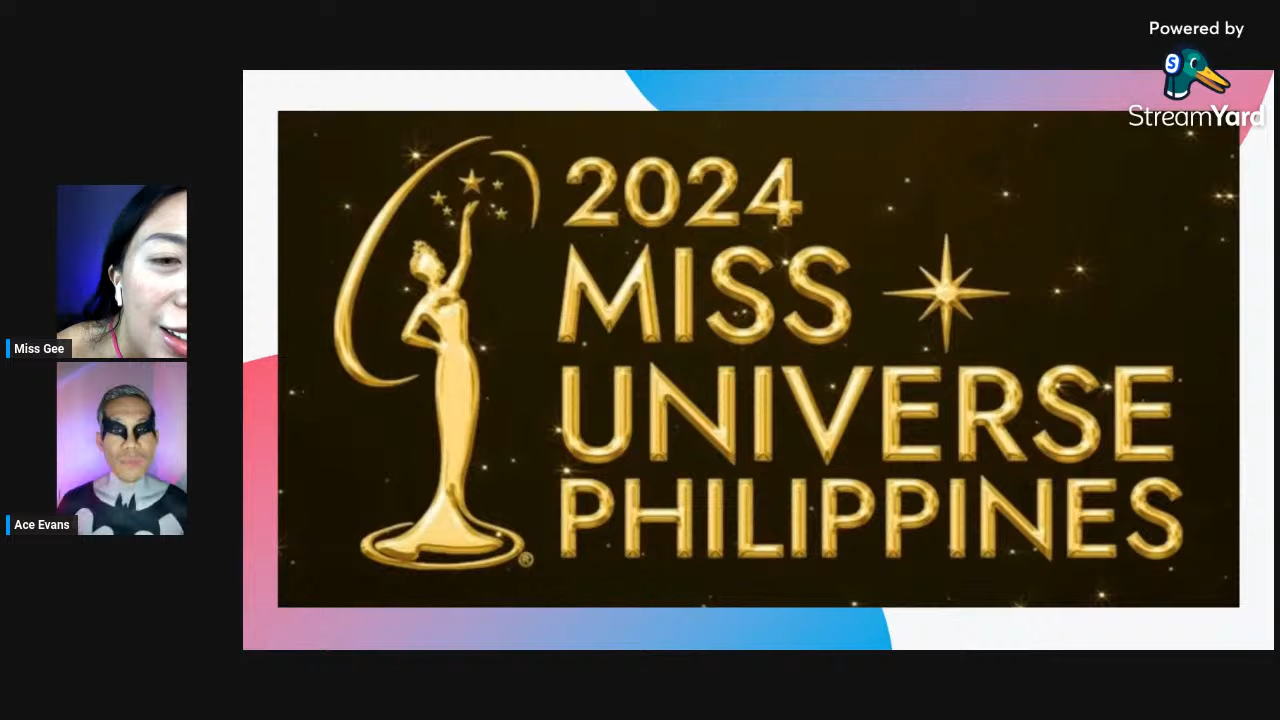 Powered by
StreamYard
2024
MISS
UNIVERSE
PHILIPPINES
®
Miss Gee
Ace Evans